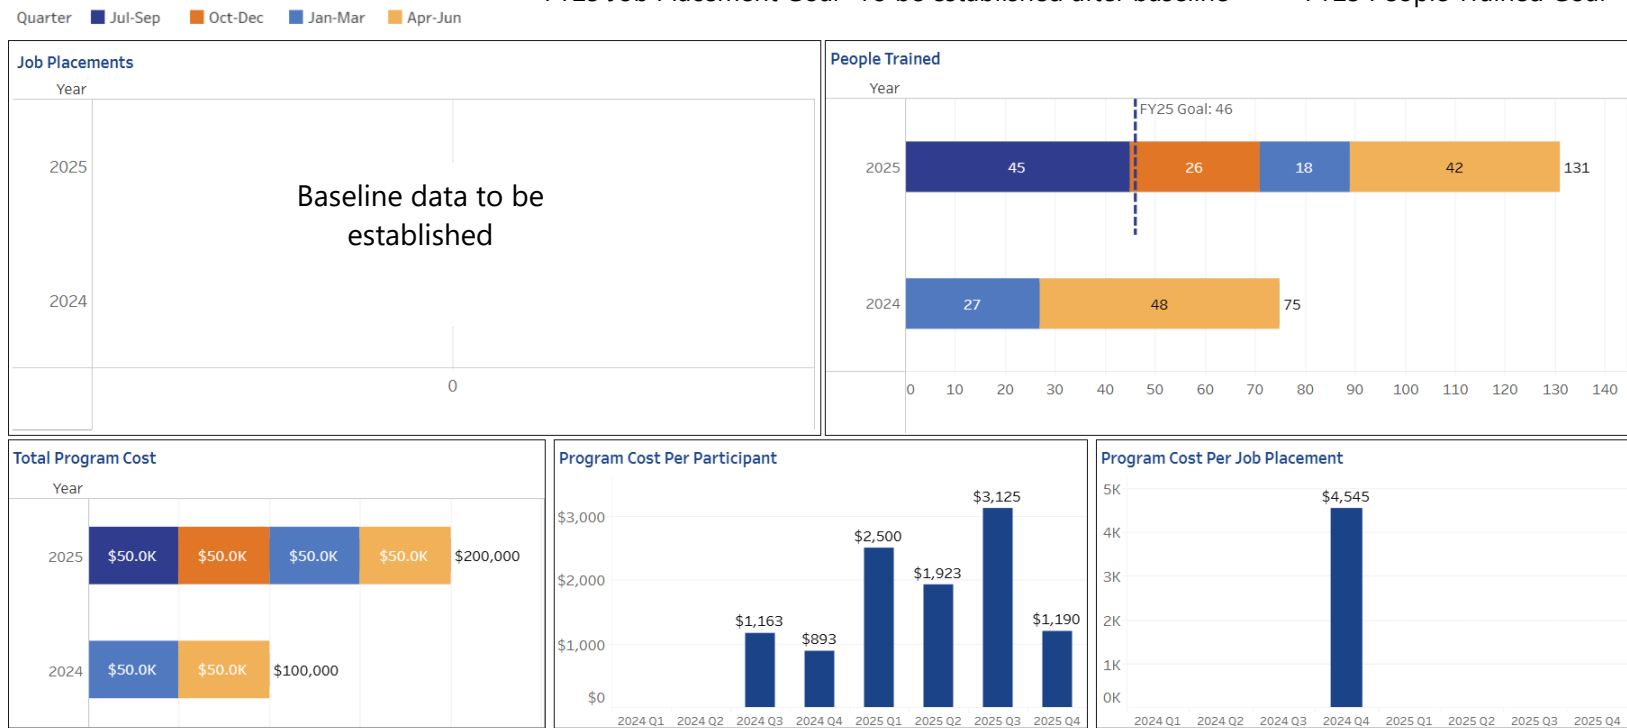 Quarter Jul-Sep Oct-Dec Jan-Mar Apr-Jun
Job Placements
Year
2025
2024
Baseline data to be
established
0
People Trained
Year
FY25 Goal: 46
2025 45 26 18 42 131
2024 27 48 75
0 10 20 30 40 50 60 70 80 90 100 110 120 130 140
Total Program Cost
Year
2025 $50.0K $50.0K $50.0K $50.0K $200,000
2024 $50.0K $50.0K $100,000
Program Cost Per Participant
$3,000
$2,000
$1,000
$0
$1,163
$893
$2,500
$1,923
$3,125
$1,190
2024 Q1 2024 Q2 2024 Q3 2024 Q4 2025 Q1 2025 Q2 2025 Q3 2025 Q4
Program Cost Per Job Placement
5K
4K
3K
2K
1K
0K
$4,545
2024 Q1 2024 Q2 2024 Q3 2024 Q4 2025 Q1 2025 Q2 2025 Q3 2025 Q4